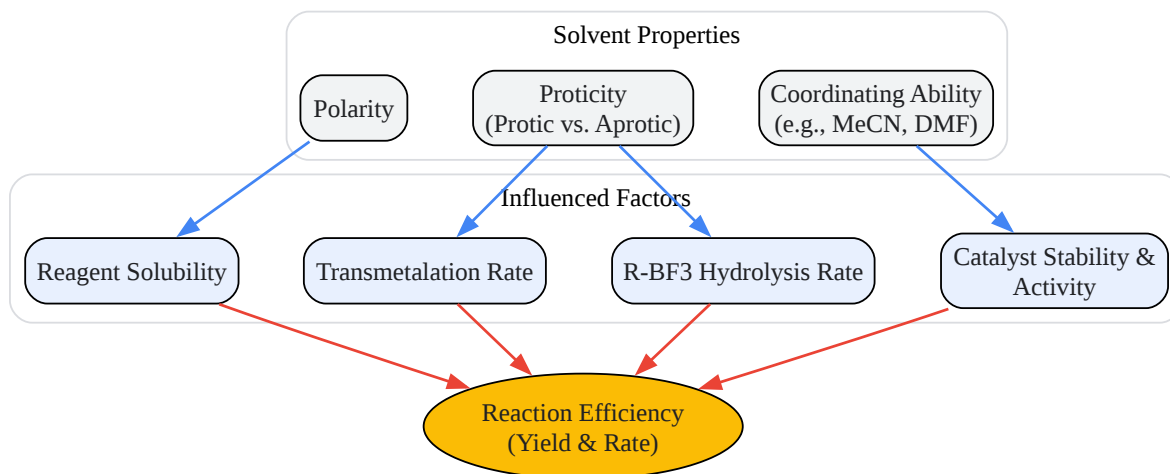 Solvent Properties
Polarity
Proticity
(Protic vs. Aprotic)
Coordinating Ability
(e.g., MeCN, DMF)
Influenced Factors
Reagent Solubility
Transmetalation Rate
R-BF3 Hydrolysis Rate
Catalyst Stability &
Activity
Reaction Efficiency
(Yield & Rate)